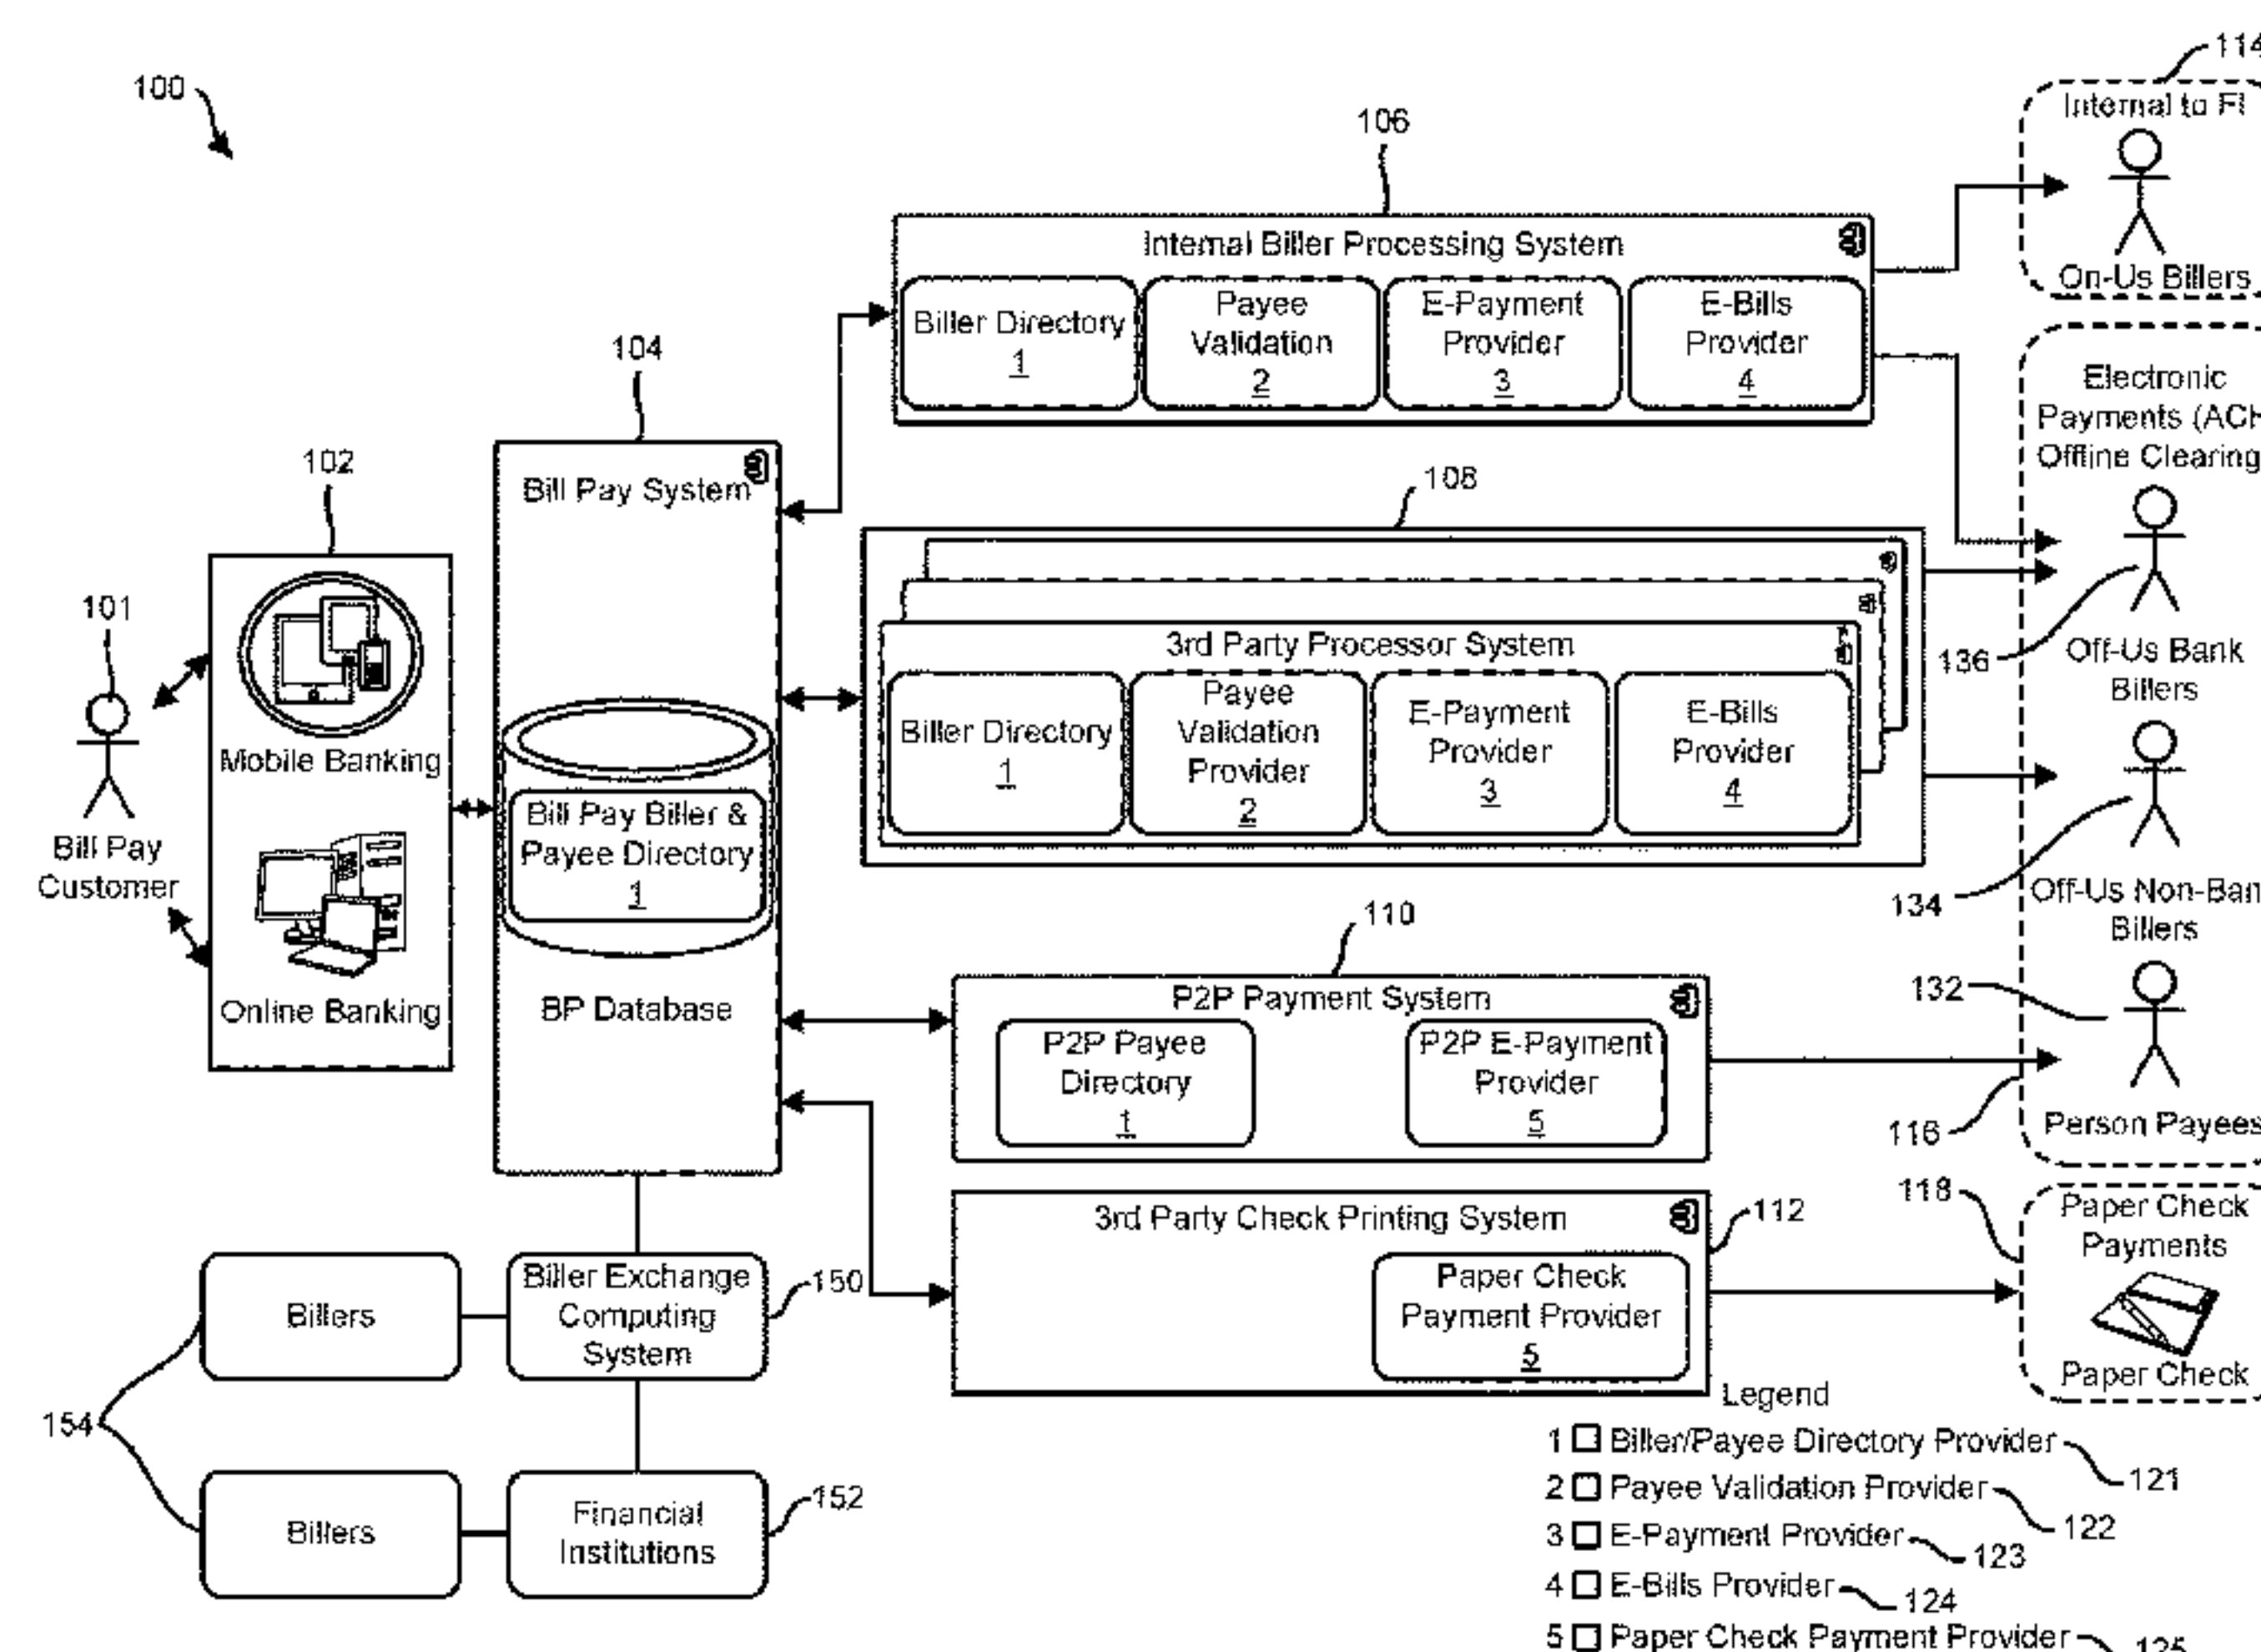 100
114
Internal to FI
On-Us Billers
106
Internal Biller Processing System
Biller Directory
1
Payee
Validation
2
E-Payment
Provider
3
E-Bills
Provider
4
104
Bill Pay System
Bill Pay Biller &
Payee Directory
1
BP Database
102
Mobile Banking
Online Banking
101
Bill Pay
Customer
108
3rd Party Processor System
Biller Directory
1
Payee
Validation
Provider
2
E-Payment
Provider
3
E-Bills
Provider
4
Electronic
Payments (ACH
Offline Clearing
136
Off-Us Bank
Billers
134
Off-Us Non-Ban
Billers
132
116
Person Payees
110
P2P Payment System
P2P Payee
Directory
1
P2P E-Payment
Provider
5
3rd Party Check Printing System
112
Paper Check
Payment Provider
5
118
Paper Check
Payments
Paper Check
Billers
Biller Exchange
Computing
System
150
154
Billers
Financial
Institutions
152
Legend
1 Biller/Payee Directory Provider
121
2 Payee Validation Provider
122
3 E-Payment Provider
123
4 E-Bills Provider
124
5 Paper Check Payment Provider
125